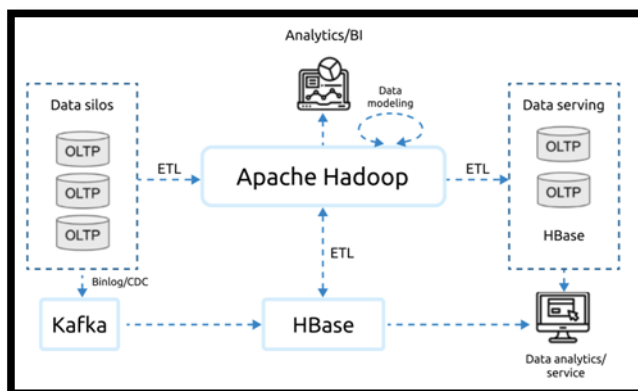 Analytics/BI
Data silos
OLTP
OLTP
OLTP
ETL
Data
modeling
Apache Hadoop
ETL
Data serving
OLTP
OLTP
HBase
ETL
Binlog/CDC
Kafka
HBase
Data analytics/
service